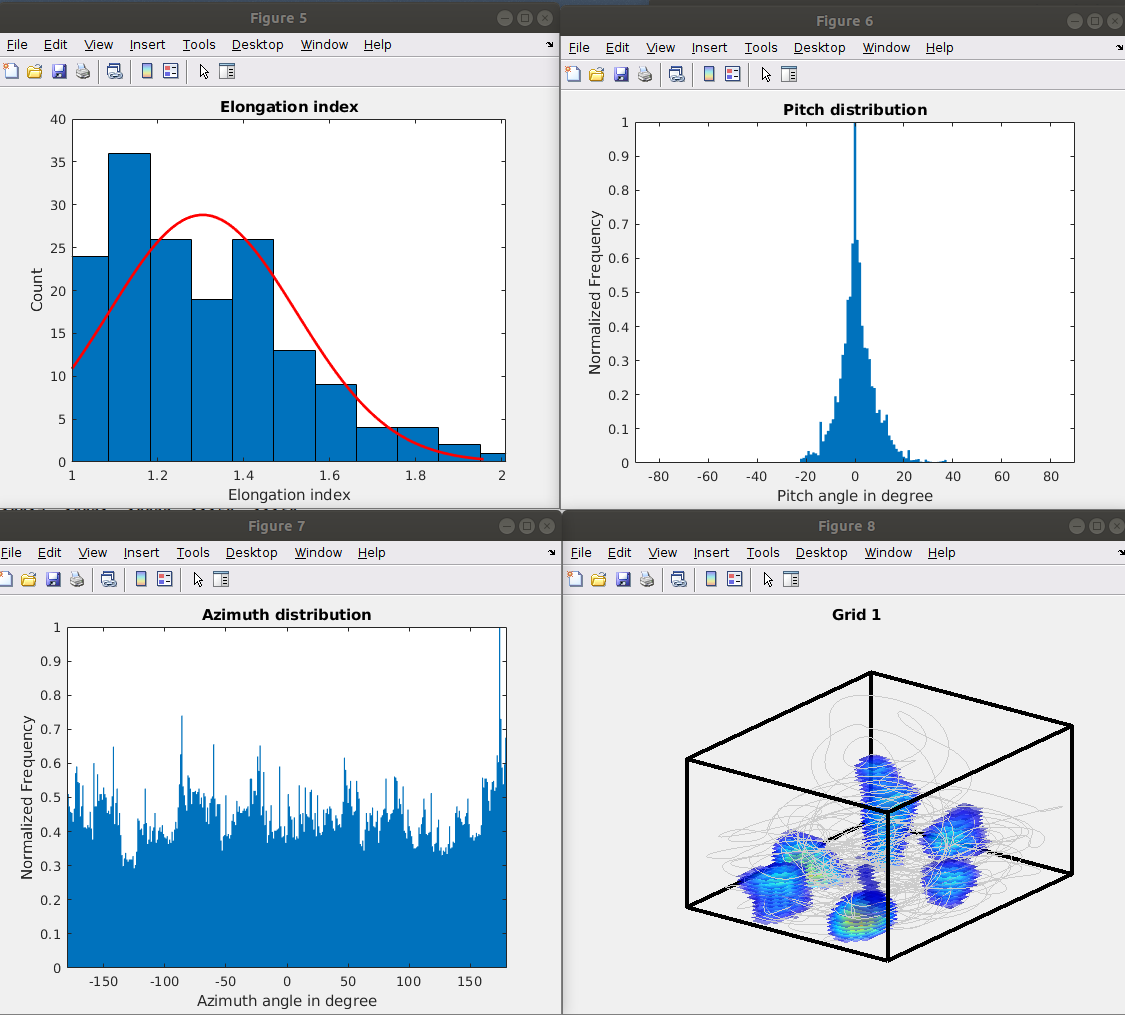 Figure 5
File Edit View Insert Tools Desktop Window Help
Elongation index
40
35
30
25
20
15
10
5
0
Count
1 1.2 1.4 1.6 1.8 2
Elongation index
Figure 6
File Edit View Insert Tools Desktop Window Help
Pitch distribution
1
0.9
0.8
0.7
0.6
0.5
0.4
0.3
0.2
0.1
0
Normalized Frequency
-80 -60 -40 -20 0 20 40 60 80
Pitch angle in degree
Figure 7
File Edit View Insert Tools Desktop Window Help
Azimuth distribution
1
0.9
0.8
0.7
0.6
0.5
0.4
0.3
0.2
0.1
0
Normalized Frequency
-150 -100 -50 0 50 100 150
Azimuth angle in degree
Figure 8
File Edit View Insert Tools Desktop Window Help
Grid 1